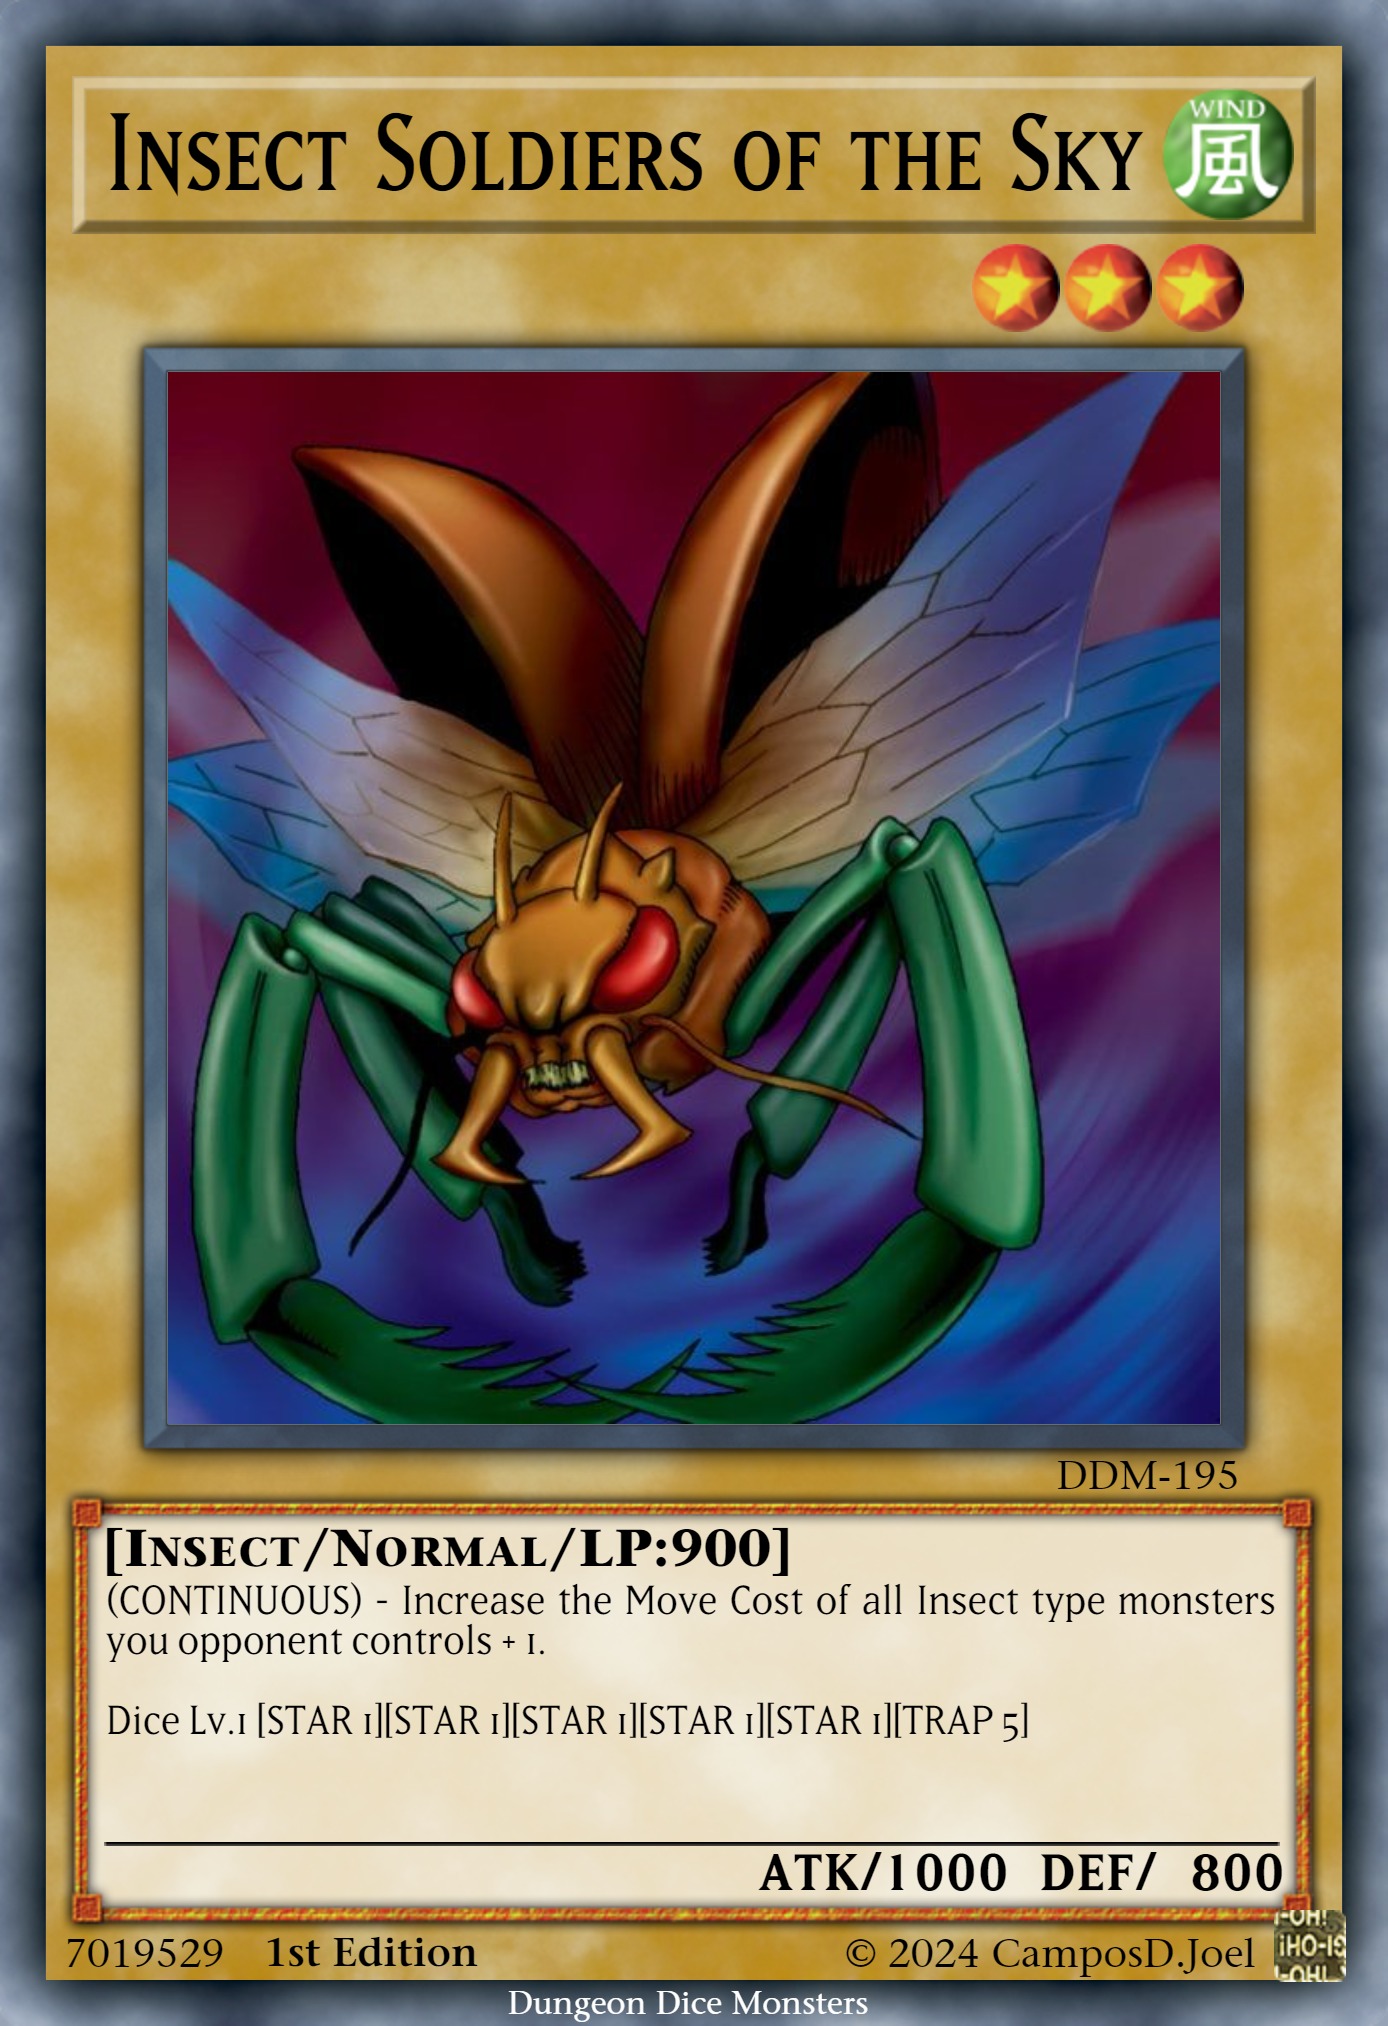 Insect Soldiers of the Sky
WIND
風
DDM-195
[Insect/Normal/LP:900]
(CONTINUOUS) - Increase the Move Cost of all Insect type monsters
you opponent controls + 1.
Dice Lv.1 [STAR 1][STAR 1][STAR 1][STAR 1][STAR 1][TRAP 5]
ATK/1000 DEF/ 800
7019529 1st Edition
© 2024 CamposD.Joel
Dungeon Dice Monsters